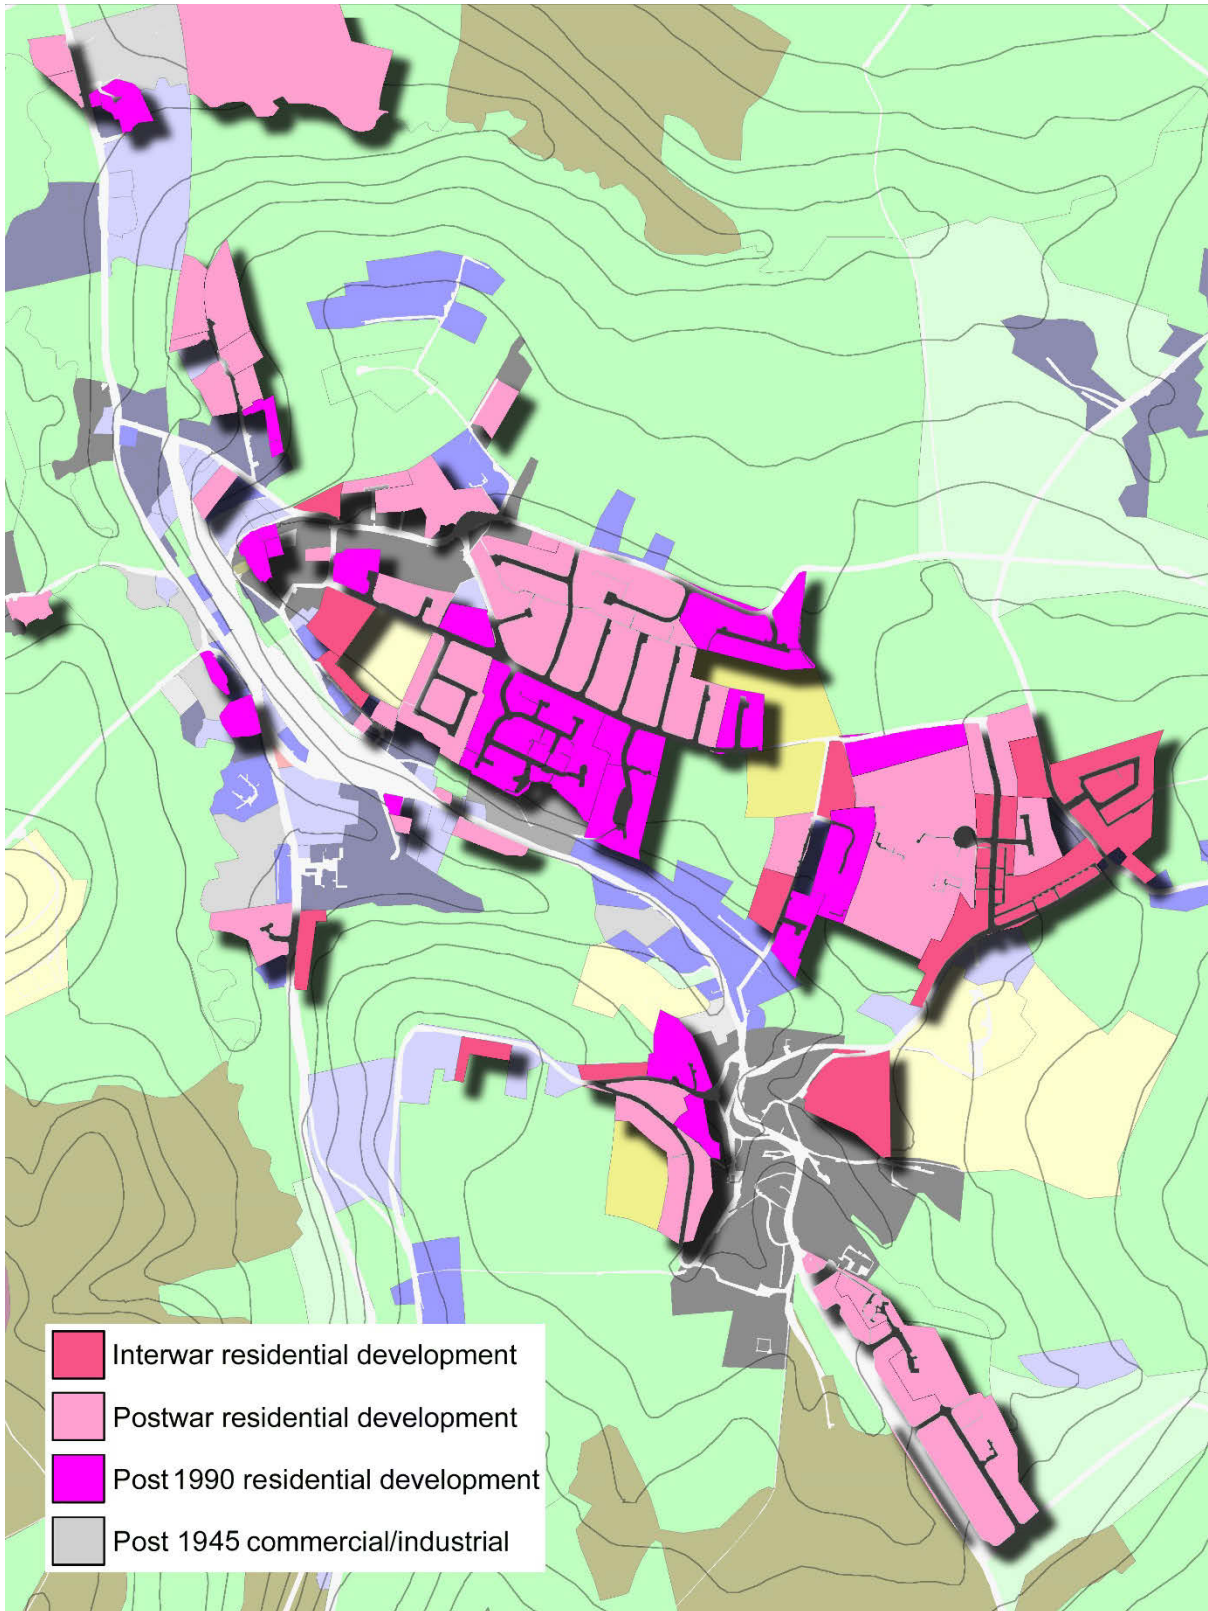 Interwar residential development
Postwar residential development
Post 1990 residential development
Post 1945 commercial/industrial